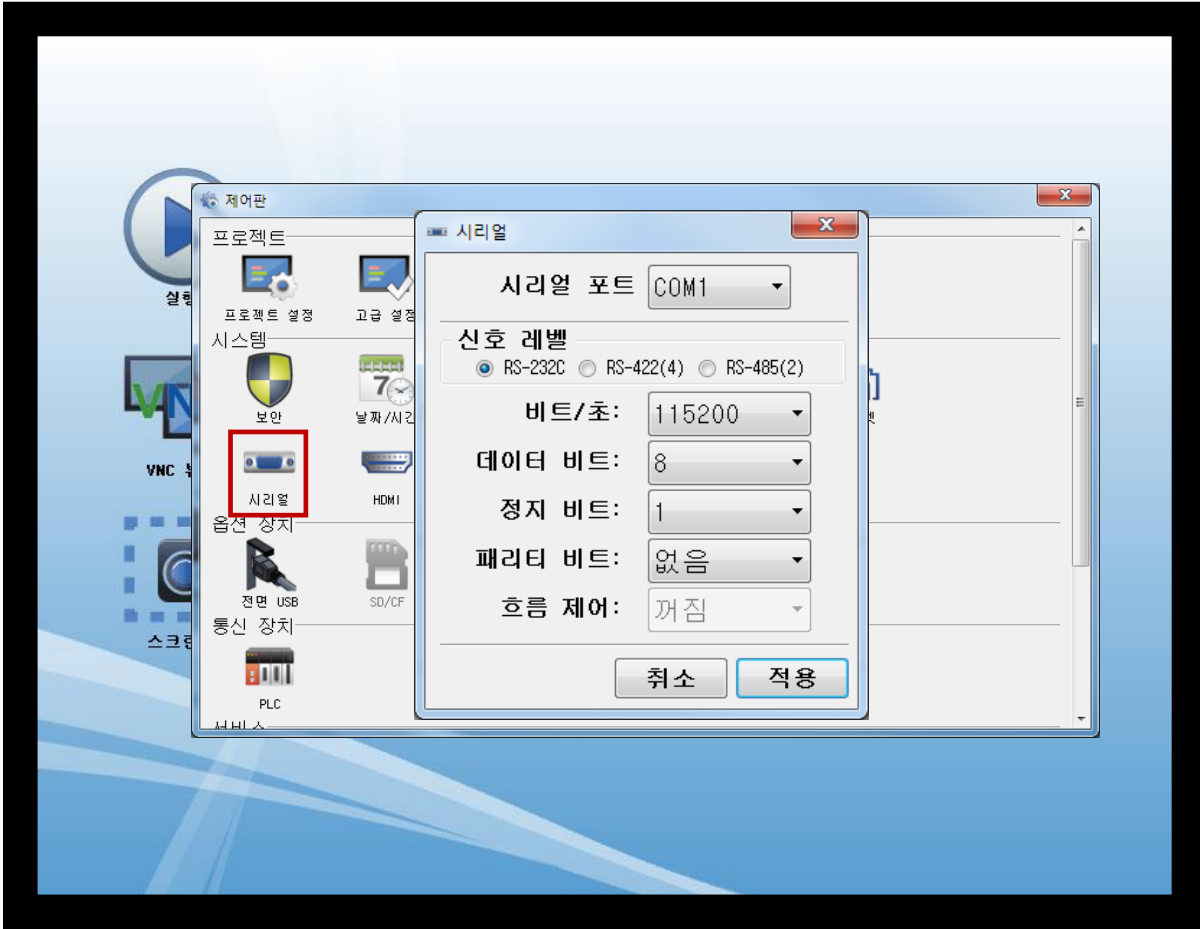 제어판
프로젝트
프로젝트 설정
고급 설정
시스템
보안
날짜/시간
시리얼
HDMI
옵션 장치
전면 USB
SD/CF
통신 장치
PLC
서비스
VNC
시리얼
시리얼 포트 COM1
신호 레벨
RS-232C RS-422(4) RS-485(2)
비트/초: 115200
데이터 비트: 8
정지 비트: 1
패리티 비트: 없음
흐름 제어: 꺼짐
취소 적용